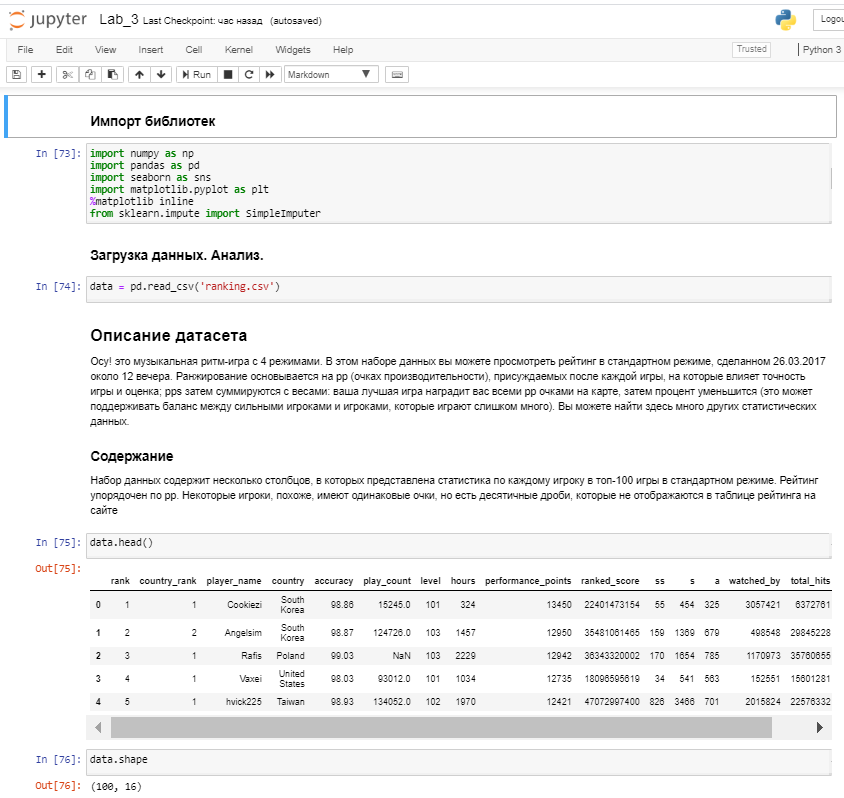 jupyter Lab_3 Last Checkpoint: час назад (autosaved)
Logou
File Edit View Insert Cell Kernel Widgets Help
Trusted
Python 3
Run
Markdown
Импорт библиотек
In [73]: import numpy as np
import pandas as pd
import seaborn as sns
import matplotlib.pyplot as plt
%matplotlib inline
from sklearn.impute import SimpleImputer
Загрузка данных. Анализ.
In [74]: data = pd.read_csv('ranking.csv')
Описание датасета
Осу! это музыкальная ритм-игра с 4 режимами. В этом наборе данных вы можете просмотреть рейтинг в стандартном режиме, сделанном 26.03.2017
около 12 вечера. Ранжирование основывается на pp (очках производительности), присуждаемых после каждой игры, на которые влияет точность
игры и оценка; pps затем суммируются с весами: ваша лучшая игра наградит вас всеми pp очками на карте, затем процент уменьшится (это может
поддерживать баланс между сильными игроками и игроками, которые играют слишком много). Вы можете найти здесь много других статистических
данных.
Содержание
Набор данных содержит несколько столбцов, в которых представлена статистика по каждому игроку в топ-100 игры в стандартном режиме. Рейтинг
упорядочен по pp. Некоторые игроки, похоже, имеют одинаковые очки, но есть десятичные дроби, которые не отображаются в таблице рейтинга на
сайте
In [75]: data.head()
Out[75]:
rank country_rank player_name country accuracy play_count level hours performance_points ranked_score ss s a watched_by total_hits
0 1 1 Cookiezi South Korea 98.86 15245.0 101 324 13450 22401473154 55 454 325 3057421 6372761
1 2 2 Angelsim South Korea 98.87 124726.0 103 1457 12950 35481061465 159 1369 679 498548 29845228
2 3 1 Rafis Poland 99.03 NaN 103 2229 12942 36343320002 170 1654 785 1170973 35760655
3 4 1 Vaxei United States 98.03 93012.0 101 1034 12735 18096595619 34 541 563 152551 15601281
4 5 1 hvick225 Taiwan 98.93 134052.0 102 1970 12421 47072997400 826 3466 701 2015824 22576332
In [76]: data.shape
Out[76]: (100, 16)